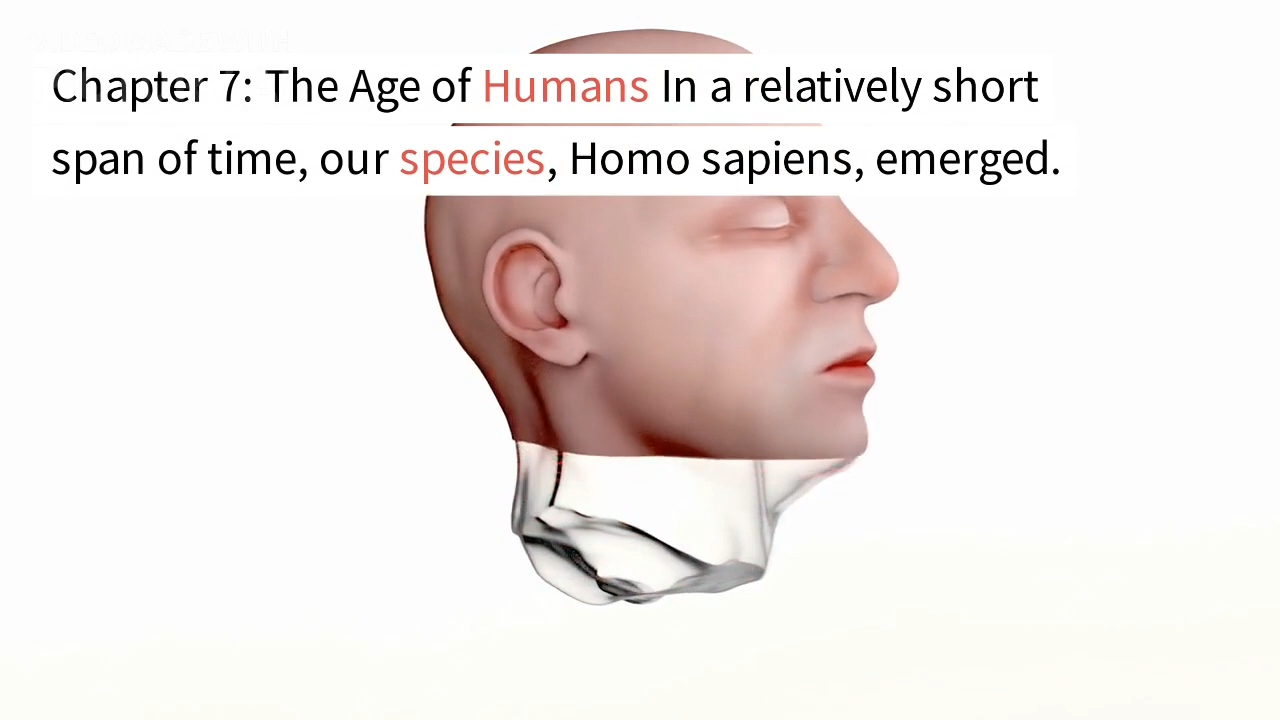 Chapter 7: The Age of Humans In a relatively short
span of time, our species, Homo sapiens, emerged.